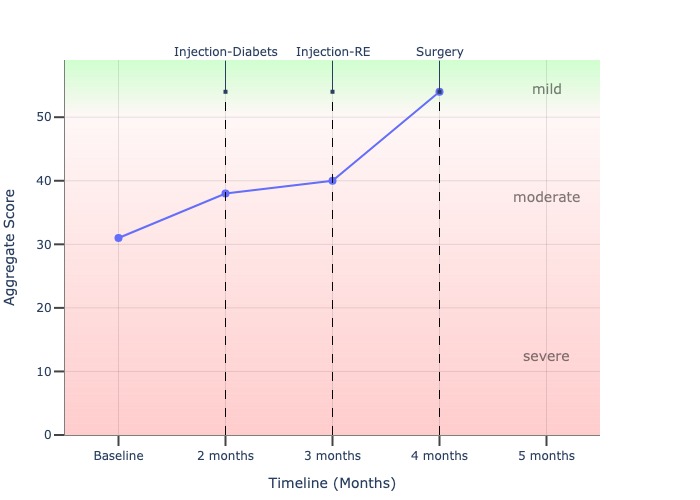 Injection-Diabets Injection-RE Surgery
mild
50
40
moderate
30
20
severe
10
0
Aggregate Score
Baseline 2 months 3 months 4 months 5 months
Timeline (Months)